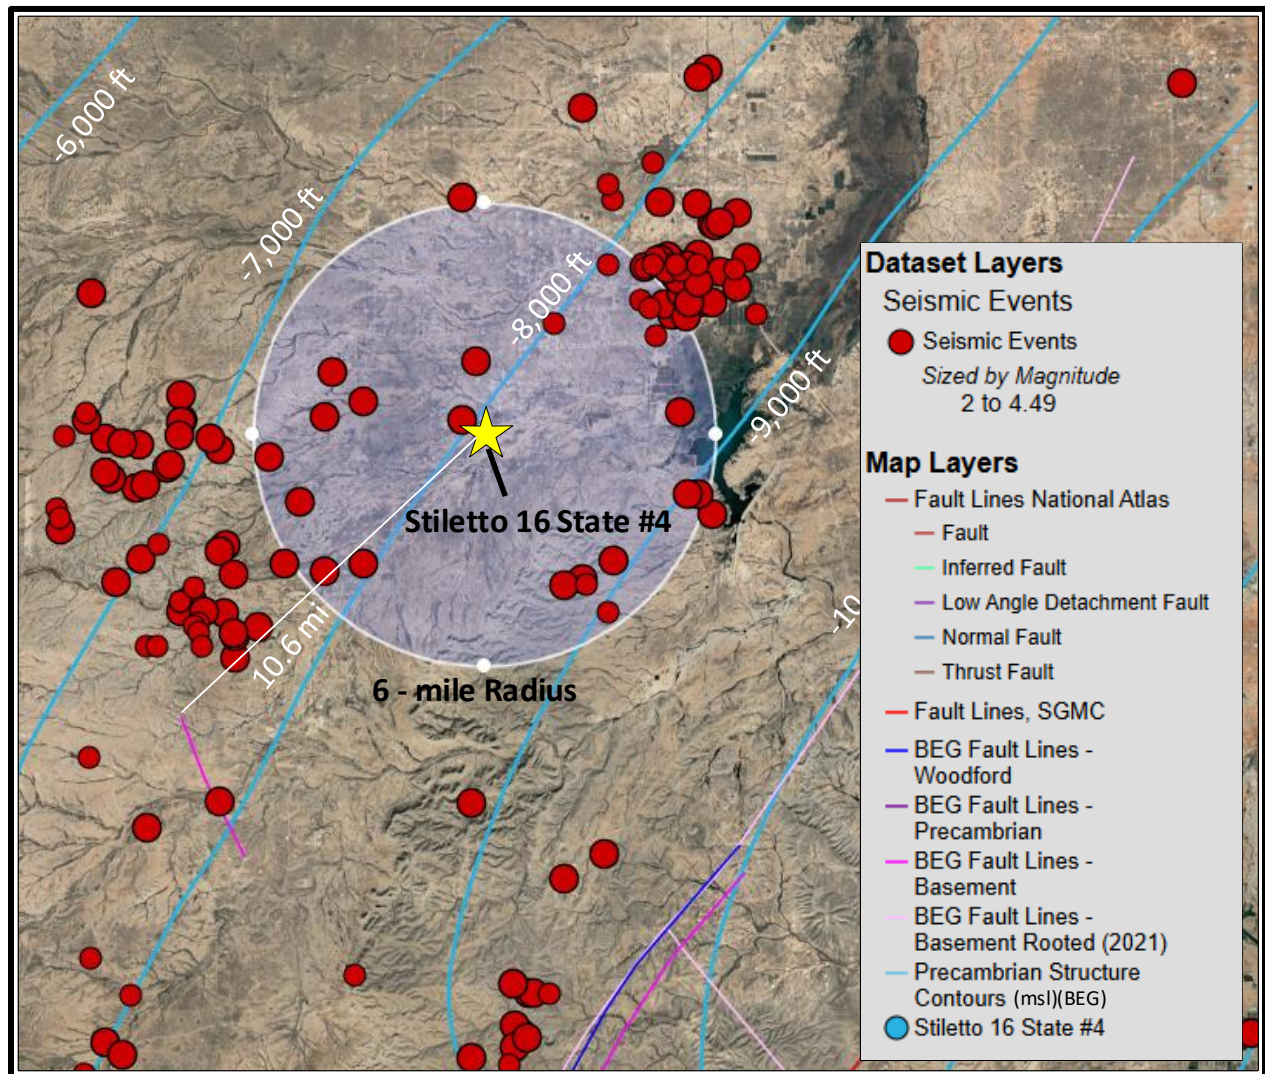 -6,000 ft
-7,000 ft
-8,000 ft
-9,000 ft
-10
Stiletto 16 State #4
10.6 mi
6 - mile Radius
Dataset Layers
Seismic Events
Seismic Events
Sized by Magnitude
2 to 4.49
Map Layers
Fault Lines National Atlas
Fault
Inferred Fault
Low Angle Detachment Fault
Normal Fault
Thrust Fault
Fault Lines, SGMC
BEG Fault Lines -
Woodford
BEG Fault Lines -
Precambrian
BEG Fault Lines -
Basement
BEG Fault Lines -
Basement Rooted (2021)
Precambrian Structure
Contours (msl)(BEG)
Stiletto 16 State #4